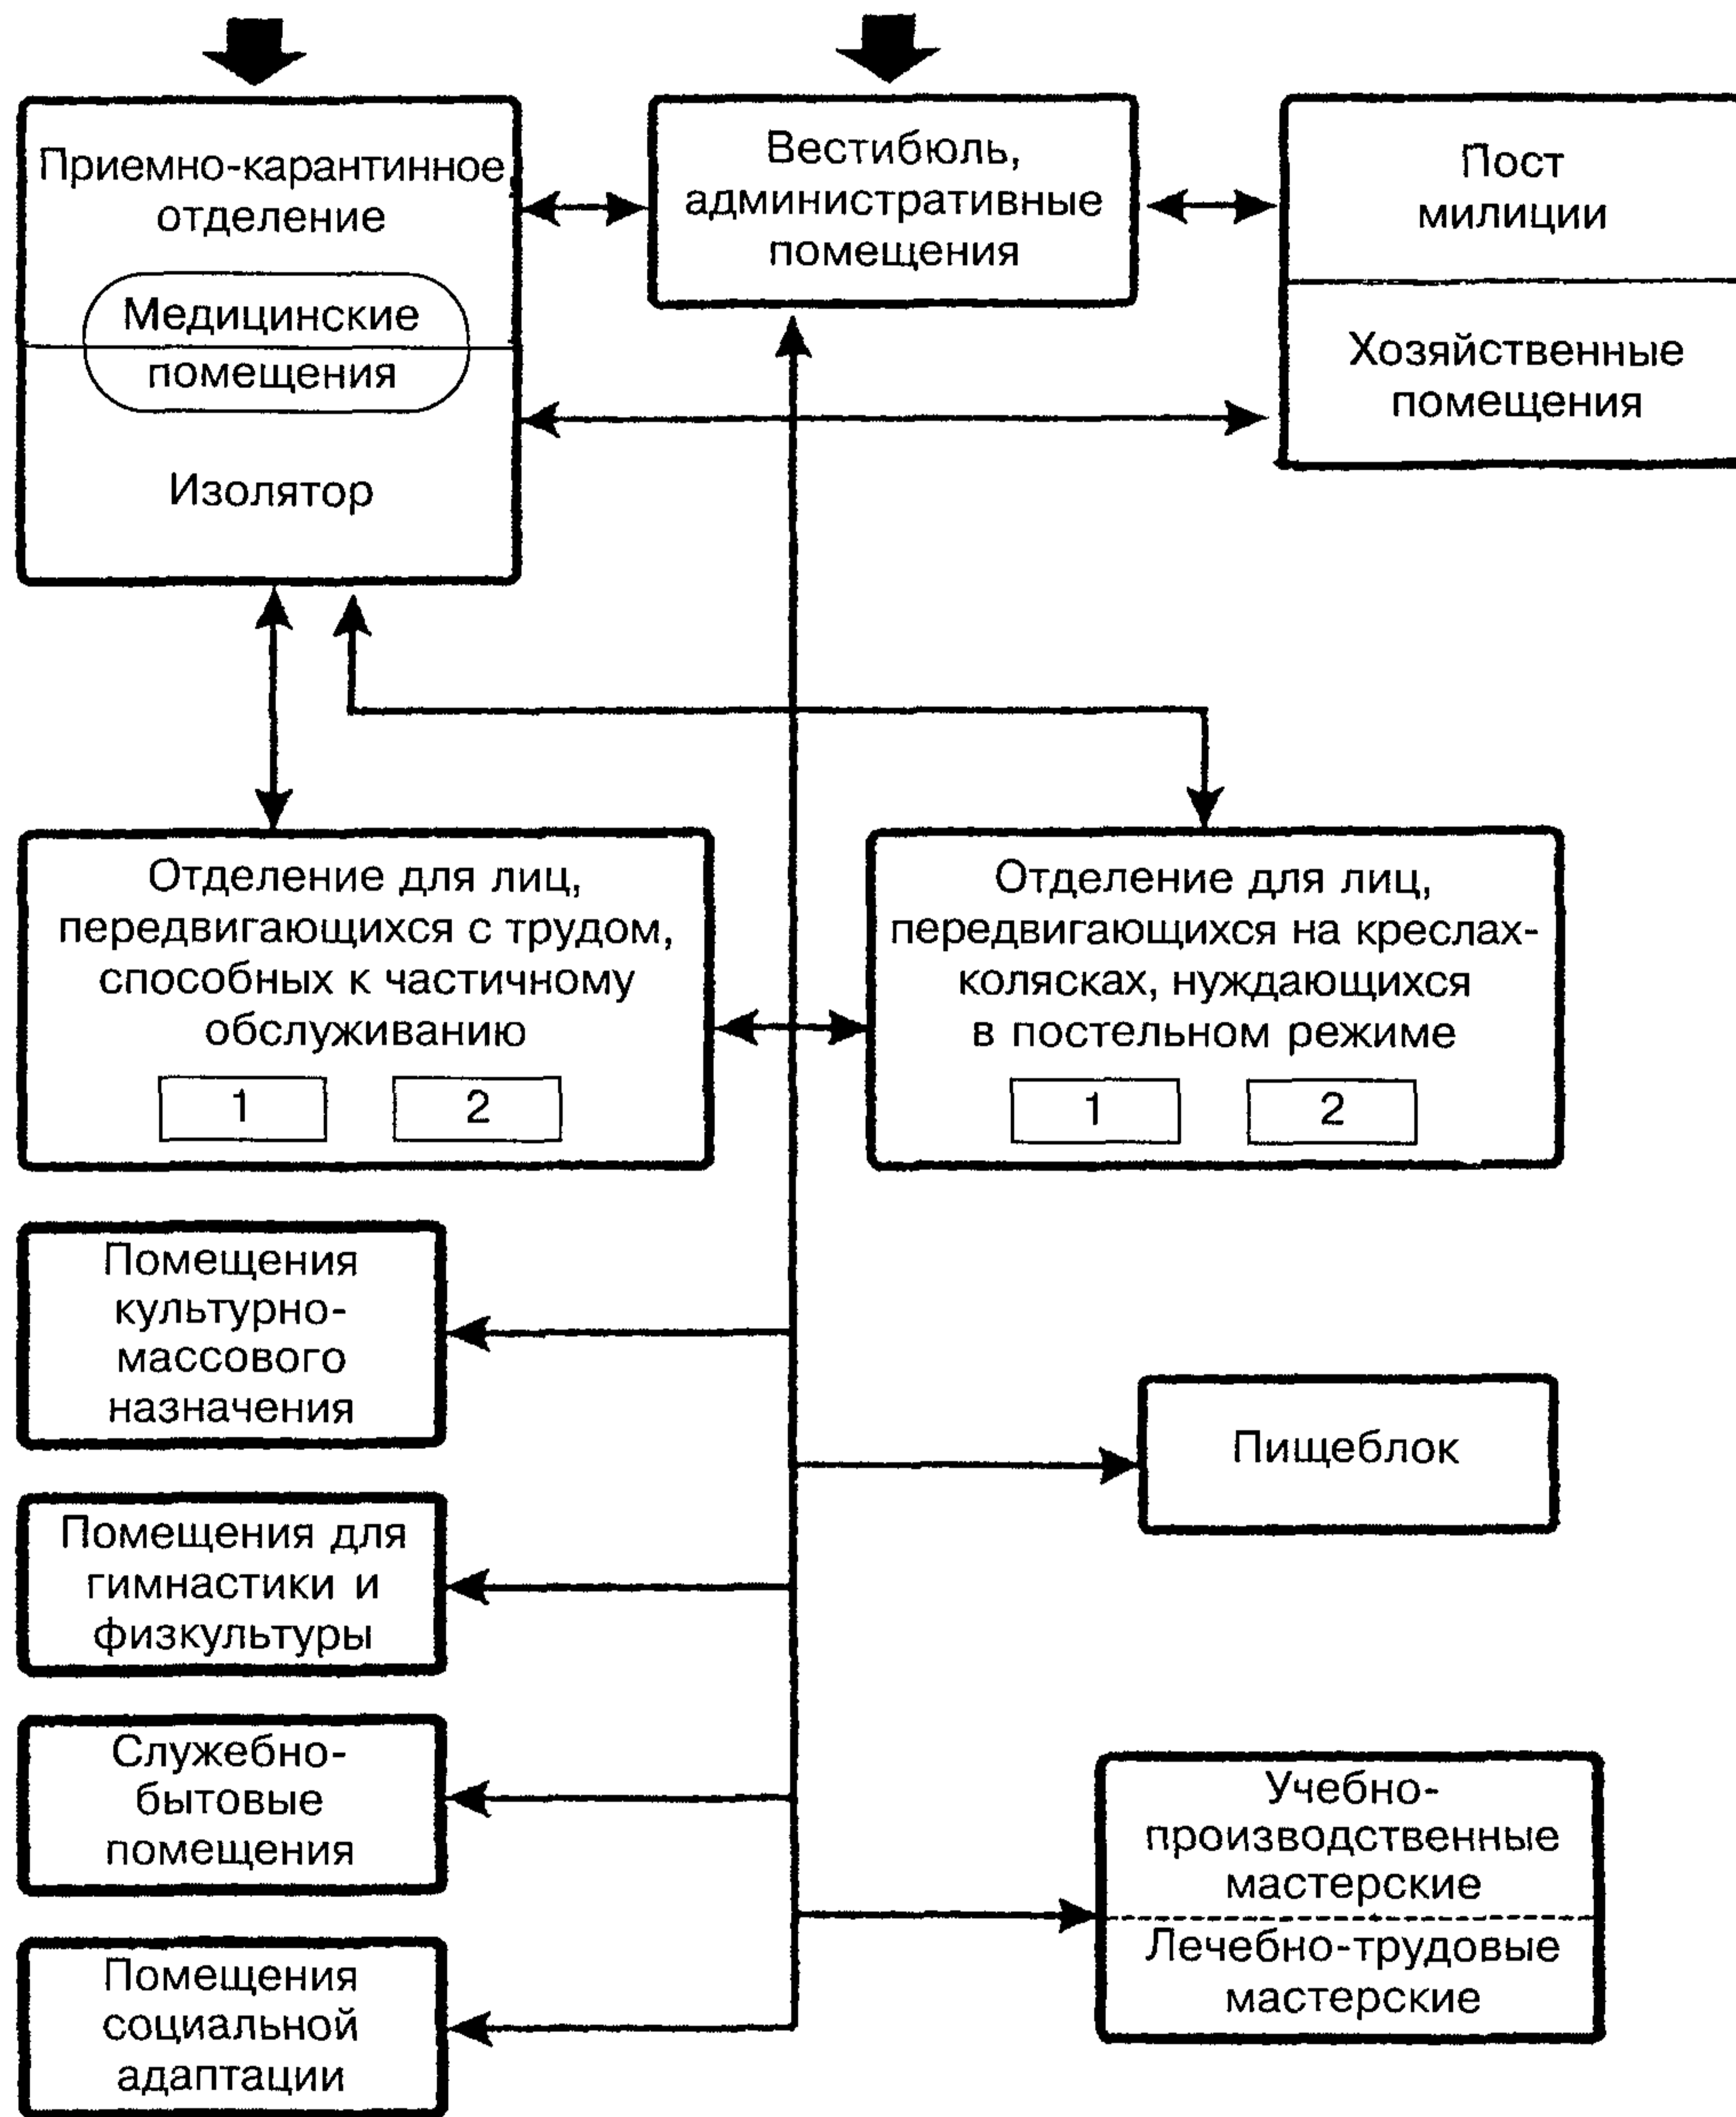 Приемно-карантинное
отделение
Медицинские
помещения
Изолятор
Вестибюль,
административные
помещения
Пост
милиции
Хозяйственные
помещения
Отделение для лиц,
передвигающихся с трудом,
способных к частичному
обслуживанию
1 2
Отделение для лиц,
передвигающихся на креслах-
колясках, нуждающихся
в постельном режиме
1 2
Помещения
культурно-
массового
назначения
Пищеблок
Помещения для
гимнастики и
физкультуры
Служебно-
бытовые
помещения
Учебно-
производственные
мастерские
Лечебно-трудовые
мастерские
Помещения
социальной
адаптации